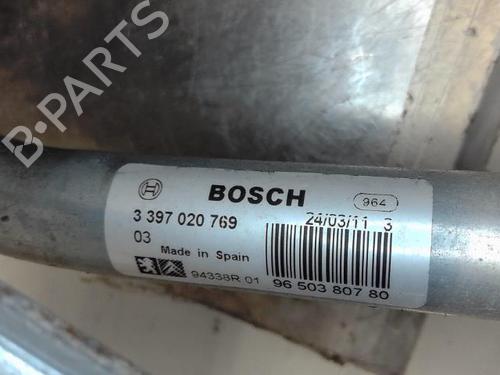 B-PARTS
BOSCH
964
3 397 020 769
24/03/11 3
03
Made in Spain
94338R 01
96 503 807 80